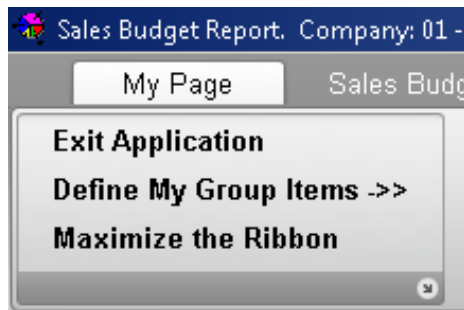 Sales Budget Report. Company: 01 -
My Page
Sales Budg
Exit Application
Define My Group Items ->>
Maximize the Ribbon